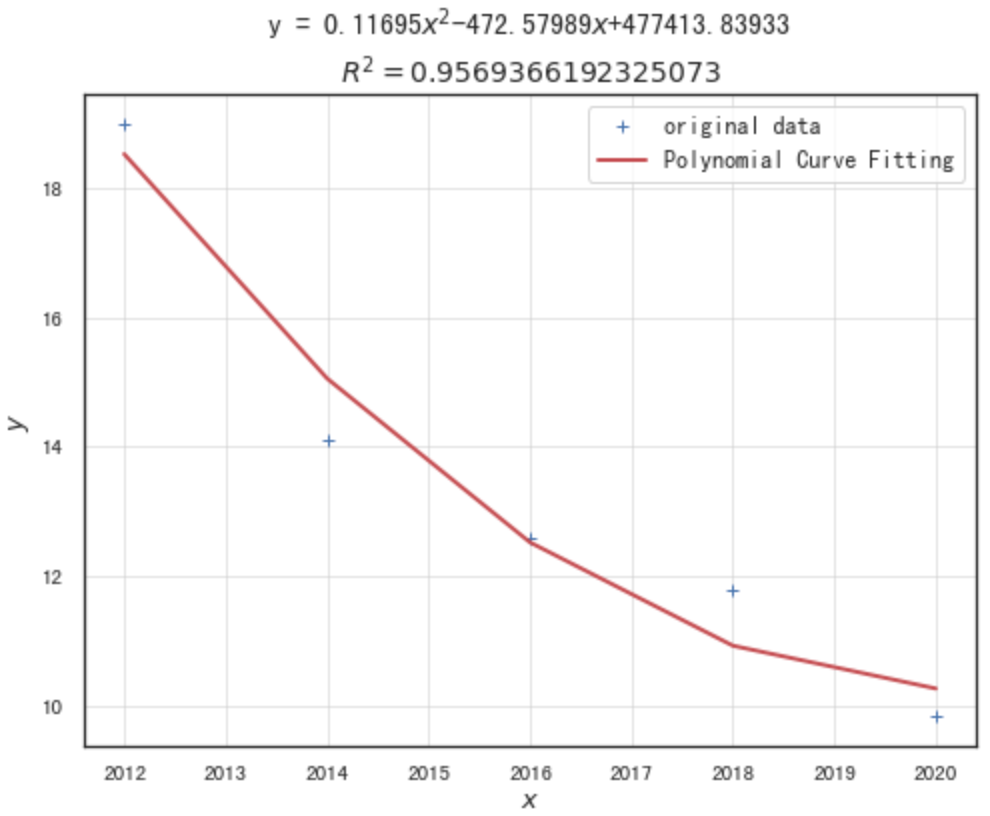 y = 0.11695x²−472.57989x+477413.83933
R² = 0.9569366192325073
original data
Polynomial Curve Fitting
18
16
14
12
10
y
2012 2013 2014 2015 2016 2017 2018 2019 2020
x